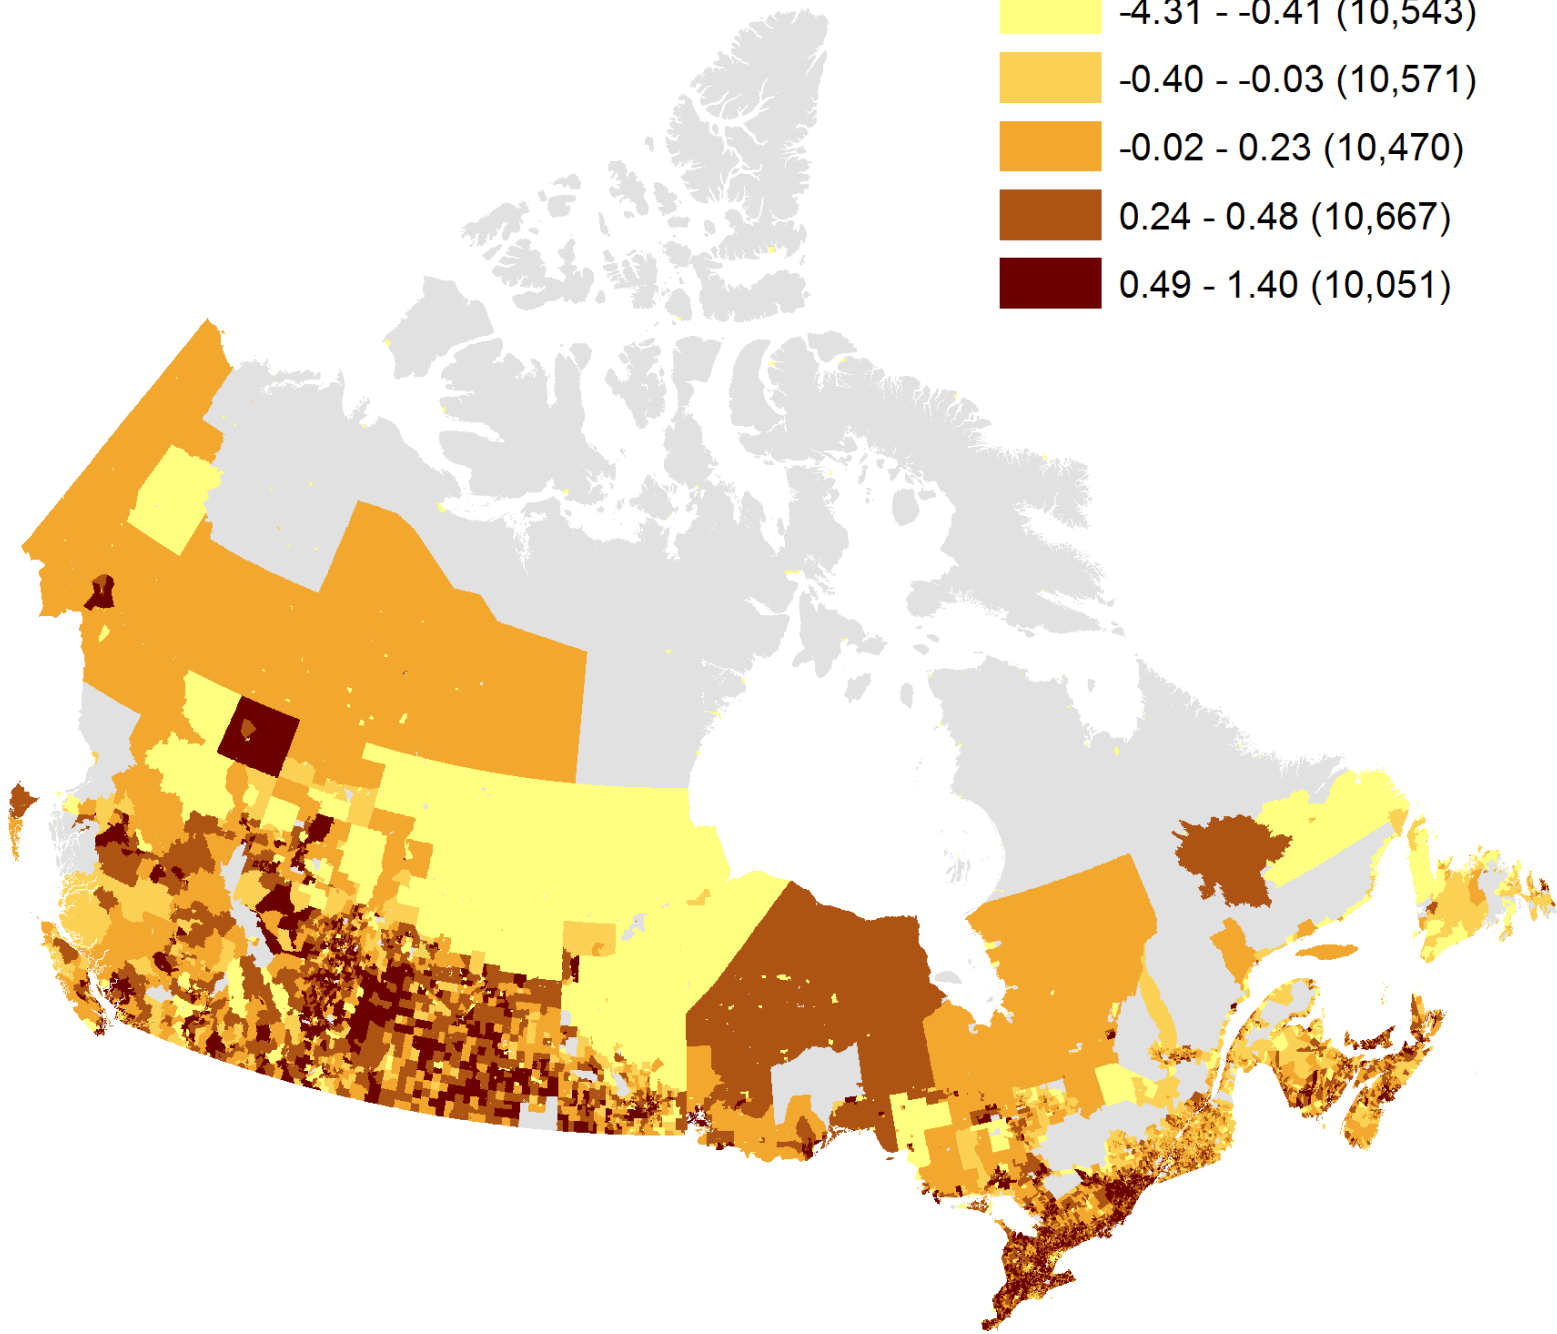 -4.31 - -0.41 (10,543)
-0.40 - -0.03 (10,571)
-0.02 - 0.23 (10,470)
0.24 - 0.48 (10,667)
0.49 - 1.40 (10,051)